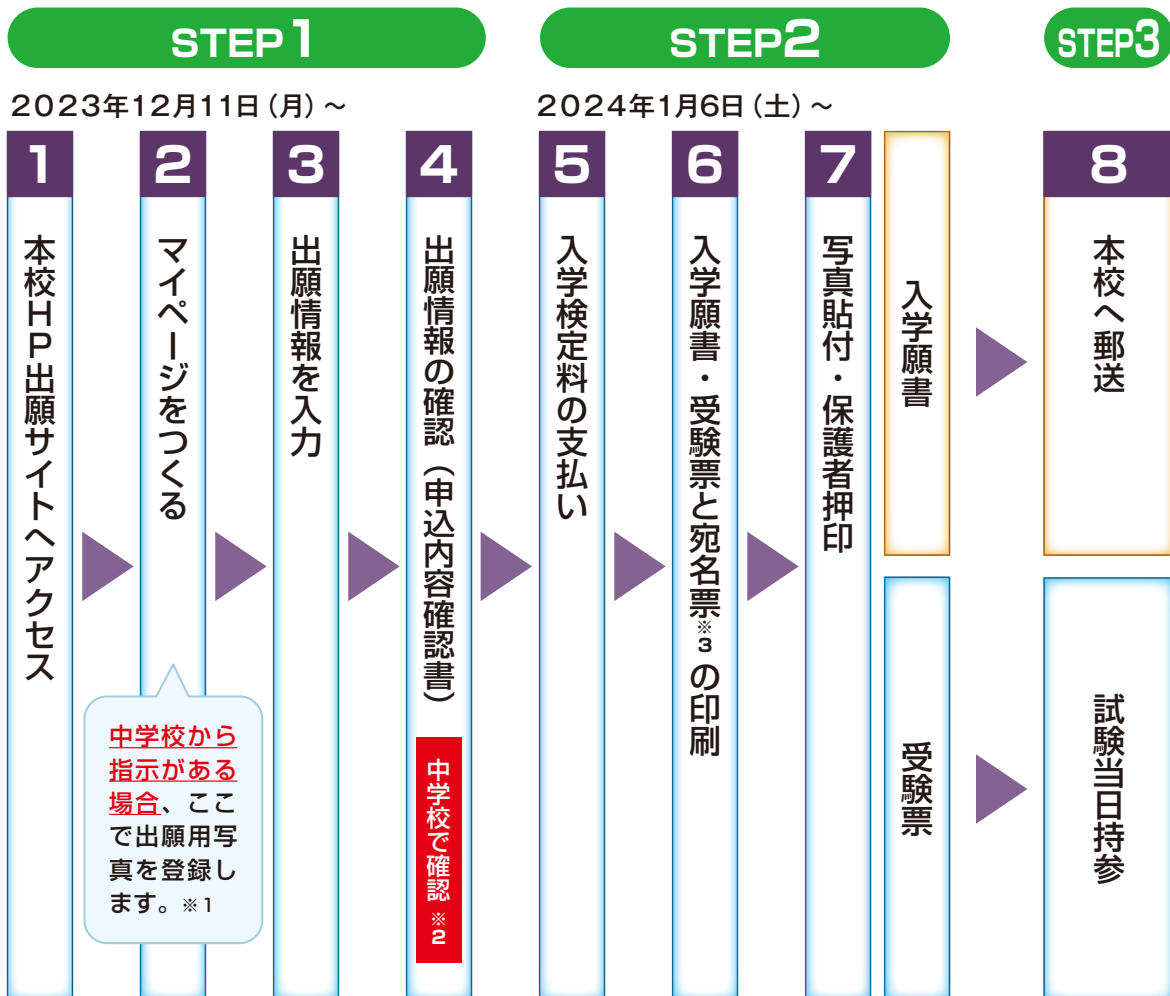 STEP1
2023年12月11日（月）～
1
本校ＨＰ出願サイトへアクセス
2
マイページをつくる
中学校から
指示がある
場合、ここ
で出願用写
真を登録し
ます。※1
3
出願情報を入力
4
出願情報の確認（申込内容確認書）
中学校で確認 ※2
STEP2
2024年1月6日（土）～
5
入学検定料の支払い
6
入学願書・受験票と宛名票※3の印刷
7
写真貼付・保護者押印
入学願書
受験票
STEP3
8
本校へ郵送
試験当日持参